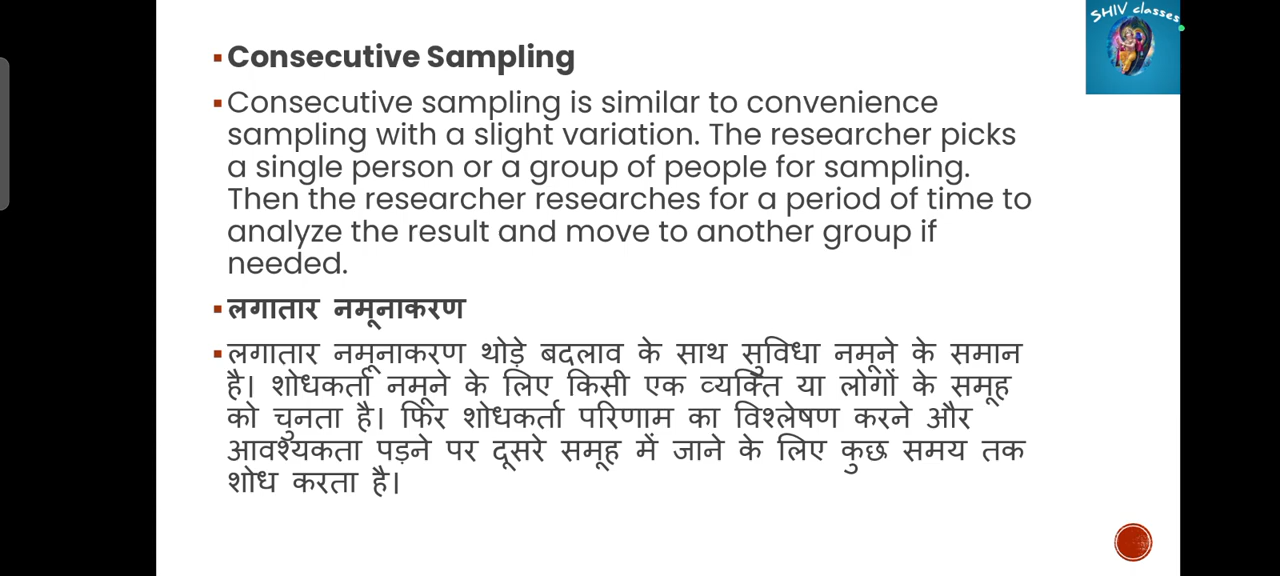 SHIV classes
Consecutive Sampling
Consecutive sampling is similar to convenience
sampling with a slight variation. The researcher picks
a single person or a group of people for sampling.
Then the researcher researches for a period of time to
analyze the result and move to another group if
needed.
लगातार नमूनाकरण
लगातार नमूनाकरण थोड़े बदलाव के साथ सुविधा नमूने के समान
है। शोधकर्ता नमूने के लिए किसी एक व्यक्ति या लोगों के समूह
को चुनता है। फिर शोधकर्ता परिणाम का विश्लेषण करने और
आवश्यकता पड़ने पर दूसरे समूह में जाने के लिए कुछ समय तक
शोध करता है।